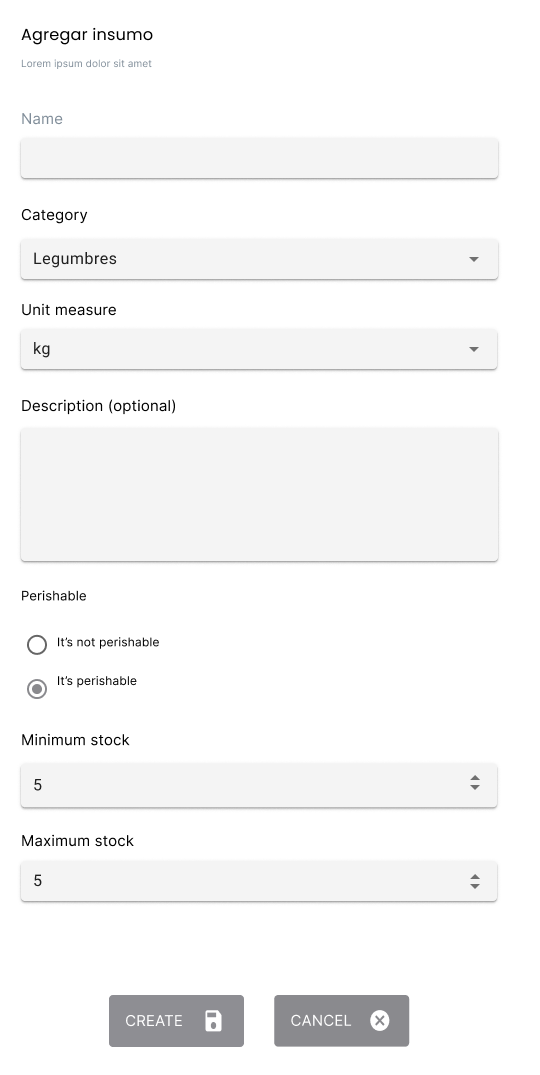 Agregar insumo
Lorem ipsum dolor sit amet
Name
Category
Legumbres
Unit measure
kg
Description (optional)
Perishable
It's not perishable
It's perishable
Minimum stock
5
Maximum stock
5
CREATE
CANCEL